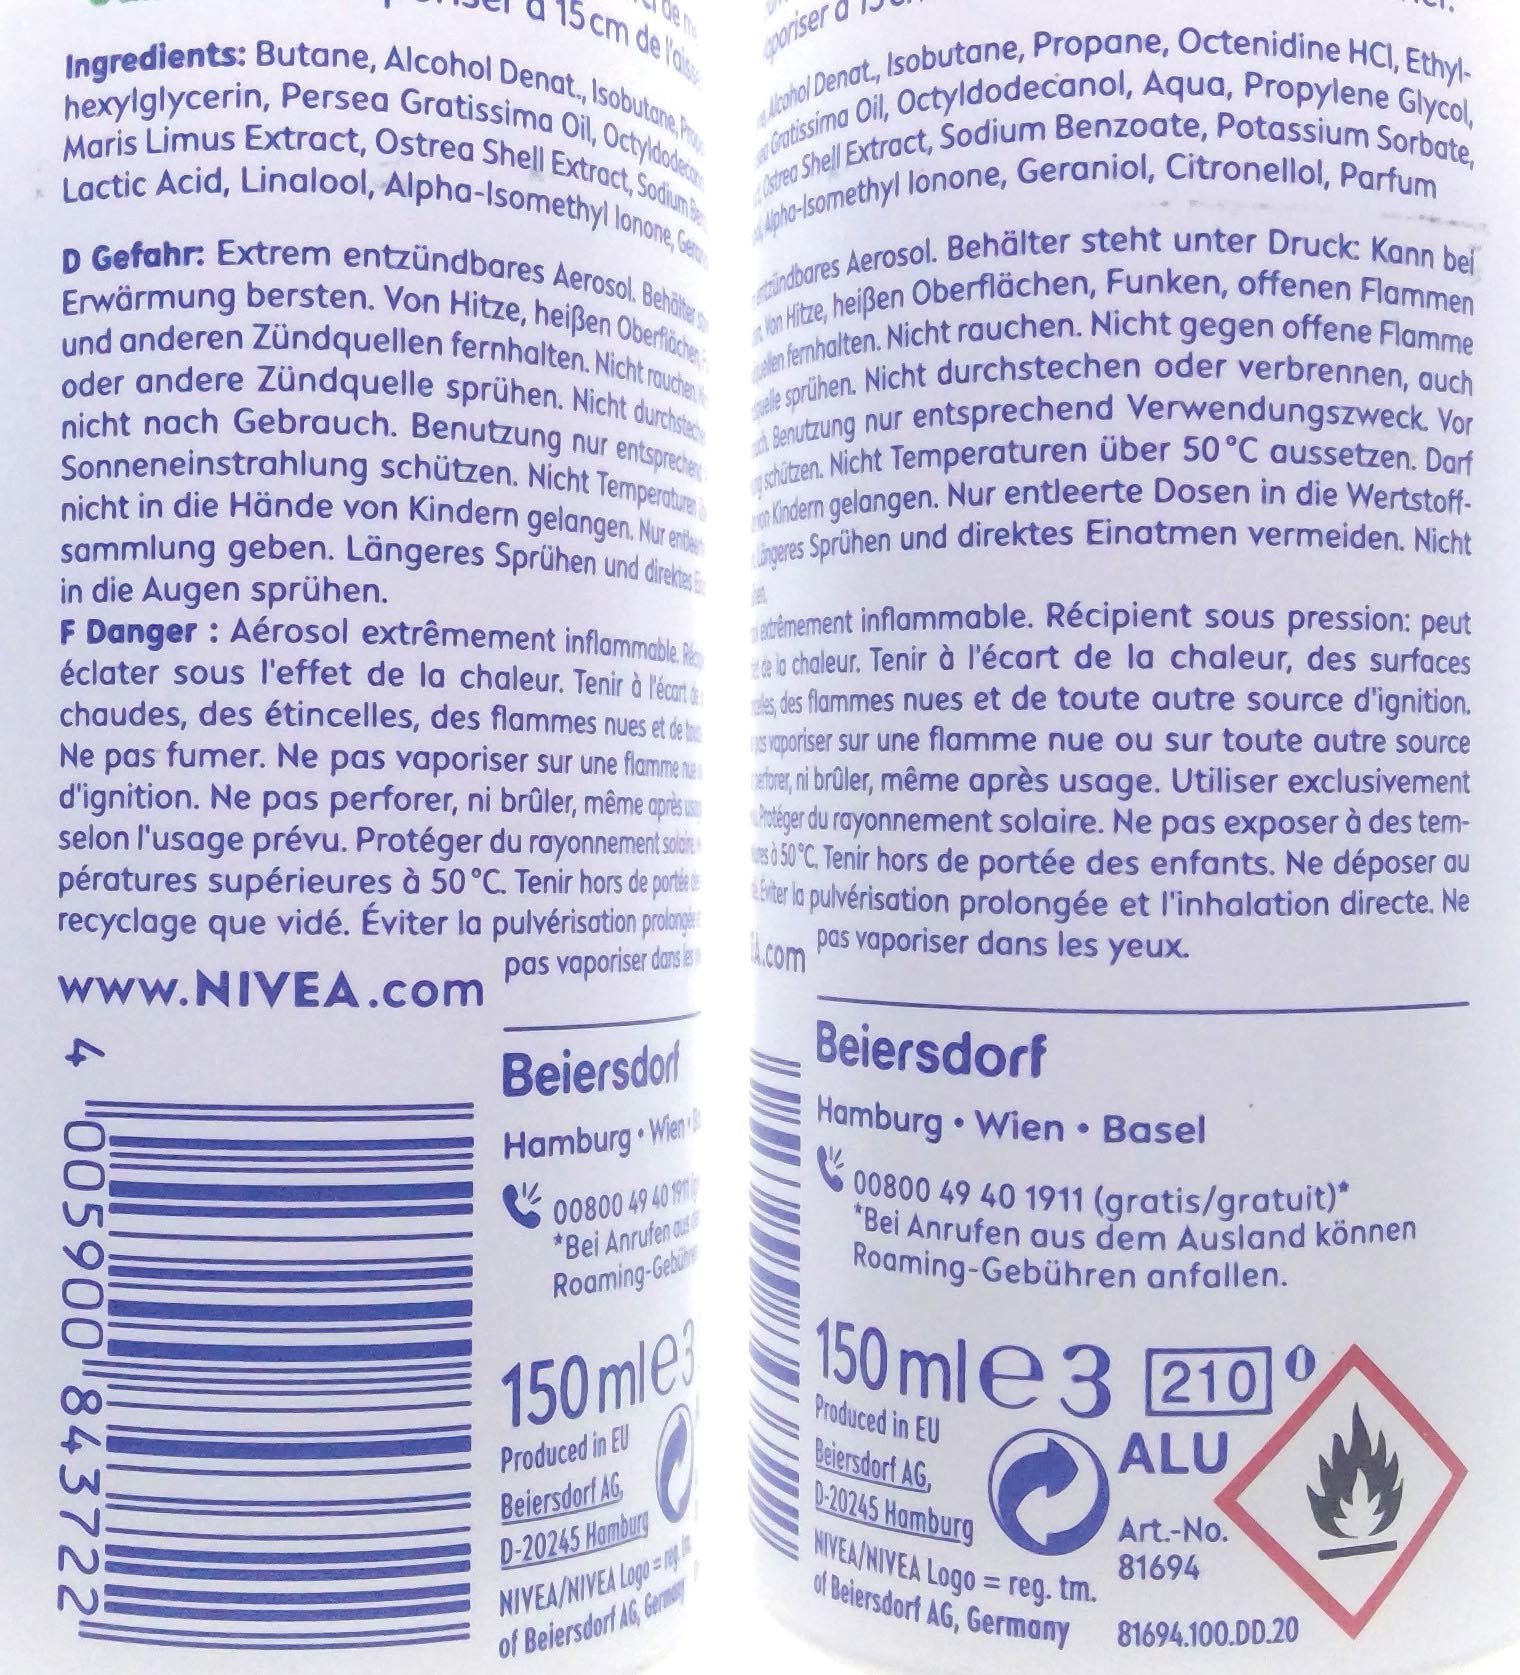 à 15cm de l'aisse
Ingredients: Butane, Alcohol Denat., Isobutane,
hexylglycerin, Persea Gratissima Oil, Octyldodecan
Maris Limus Extract, Ostrea Shell Extract, Sodium
Lactic Acid, Linalool, Alpha-Isomethyl Ionone,
D Gefahr: Extrem entzündbares Aerosol. Behälter
Erwärmung bersten. Von Hitze, heißen Oberflächen,
und anderen Zündquellen fernhalten. Nicht rauchen.
oder andere Zündquelle sprühen. Nicht durchsteche
nicht nach Gebrauch. Benutzung nur entsprechend
Sonneneinstrahlung schützen. Nicht Temperaturen
nicht in die Hände von Kindern gelangen. Nur entlee
sammlung geben. Längeres Sprühen und direktes
in die Augen sprühen.
F Danger : Aérosol extrêmement inflammable.
éclater sous l'effet de la chaleur. Tenir à l'écart de
chaudes, des étincelles, des flammes nues et de
Ne pas fumer. Ne pas vaporiser sur une flamme nue
d'ignition. Ne pas perforer, ni brûler, même après
selon l'usage prévu. Protéger du rayonnement solaire.
pératures supérieures à 50°C. Tenir hors de portée
recyclage que vidé. Éviter la pulvérisation prolongée
pas vaporiser dans les
www.NIVEA.com
4 005900 843722
Beiersdorf
Hamburg • Wien •
00800 49 40 1911
*Bei Anrufen aus
Roaming-Gebühren
150ml e 3
Produced in EU
Beiersdorf AG,
D-20245 Hamburg
NIVEA/NIVEA Logo = reg.
of Beiersdorf AG, Germany
Alcohol Denat., Isobutane, Propane, Octenidine HCl, Ethyl-
Gratissima Oil, Octyldodecanol, Aqua, Propylene Glycol,
Ostrea Shell Extract, Sodium Benzoate, Potassium Sorbate,
Alpha-Isomethyl Ionone, Geraniol, Citronellol, Parfum
entzündbares Aerosol. Behälter steht unter Druck: Kann bei
Von Hitze, heißen Oberflächen, Funken, offenen Flammen
quellen fernhalten. Nicht rauchen. Nicht gegen offene Flamme
quelle sprühen. Nicht durchstechen oder verbrennen, auch
Benutzung nur entsprechend Verwendungszweck. Vor
schützen. Nicht Temperaturen über 50°C aussetzen. Darf
von Kindern gelangen. Nur entleerte Dosen in die Wertstoff-
Längeres Sprühen und direktes Einatmen vermeiden. Nicht
extrêmement inflammable. Récipient sous pression: peut
de la chaleur. Tenir à l'écart de la chaleur, des surfaces
des flammes nues et de toute autre source d'ignition.
vaporiser sur une flamme nue ou sur toute autre source
perforer, ni brûler, même après usage. Utiliser exclusivement
Protéger du rayonnement solaire. Ne pas exposer à des tem-
à 50°C. Tenir hors de portée des enfants. Ne déposer au
Éviter la pulvérisation prolongée et l'inhalation directe. Ne
A.com pas vaporiser dans les yeux.
Beiersdorf
Hamburg • Wien • Basel
00800 49 40 1911 (gratis/gratuit)*
*Bei Anrufen aus dem Ausland können
Roaming-Gebühren anfallen.
150ml e 3 210
Produced in EU
Beiersdorf AG,
D-20245 Hamburg
NIVEA/NIVEA Logo = reg. tm.
of Beiersdorf AG, Germany
ALU
Art.-No.
81694
81694.100.DD.20